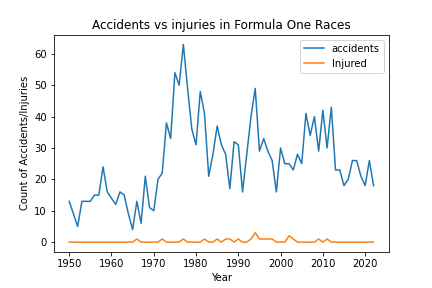 Accidents vs injuries in Formula One Races
accidents
Injured
60
50
40
30
20
10
0
Count of Accidents/Injuries
1950 1960 1970 1980 1990 2000 2010 2020
Year